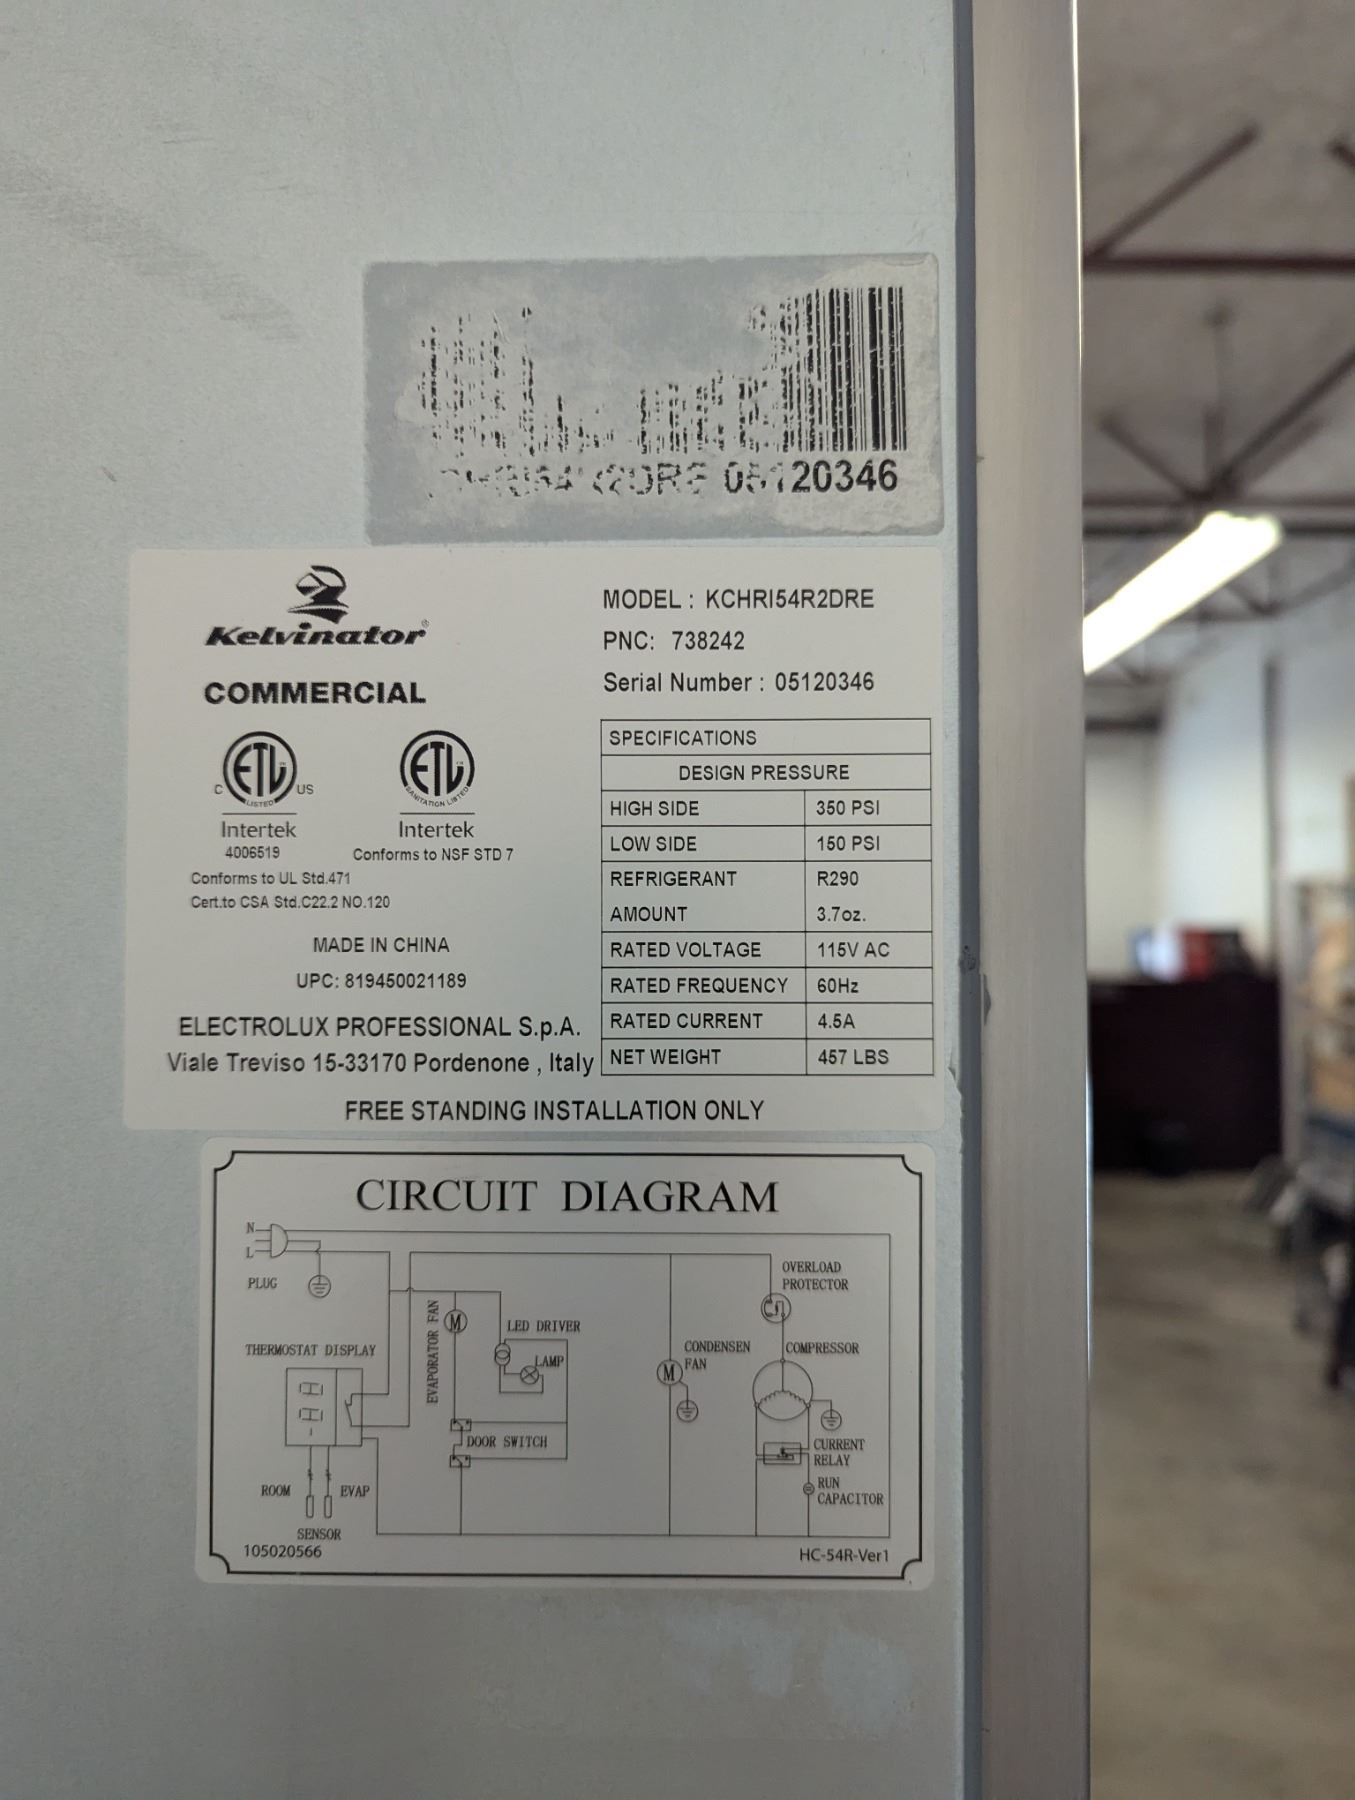 05120346
Kelvinator®
COMMERCIAL
C ETL US
LISTED
Intertek
4006519
ETL
SANITATION LISTED
Intertek
Conforms to NSF STD 7
Conforms to UL Std.471
Cert.to CSA Std.C22.2 NO.120
MADE IN CHINA
UPC: 819450021189
ELECTROLUX PROFESSIONAL S.p.A.
Viale Treviso 15-33170 Pordenone , Italy
MODEL : KCHRI54R2DRE
PNC: 738242
Serial Number : 05120346
SPECIFICATIONS
DESIGN PRESSURE
HIGH SIDE 350 PSI
LOW SIDE 150 PSI
REFRIGERANT R290
AMOUNT 3.7oz.
RATED VOLTAGE 115V AC
RATED FREQUENCY 60Hz
RATED CURRENT 4.5A
NET WEIGHT 457 LBS
FREE STANDING INSTALLATION ONLY
CIRCUIT DIAGRAM
N
L
PLUG
THERMOSTAT DISPLAY
ROOM
EVAP
SENSOR
EVAPORATOR FAN
M
LED DRIVER
LAMP
DOOR SWITCH
M
CONDENSEN
FAN
OVERLOAD
PROTECTOR
COMPRESSOR
CURRENT
RELAY
RUN
CAPACITOR
105020566
HC-54R-Ver1